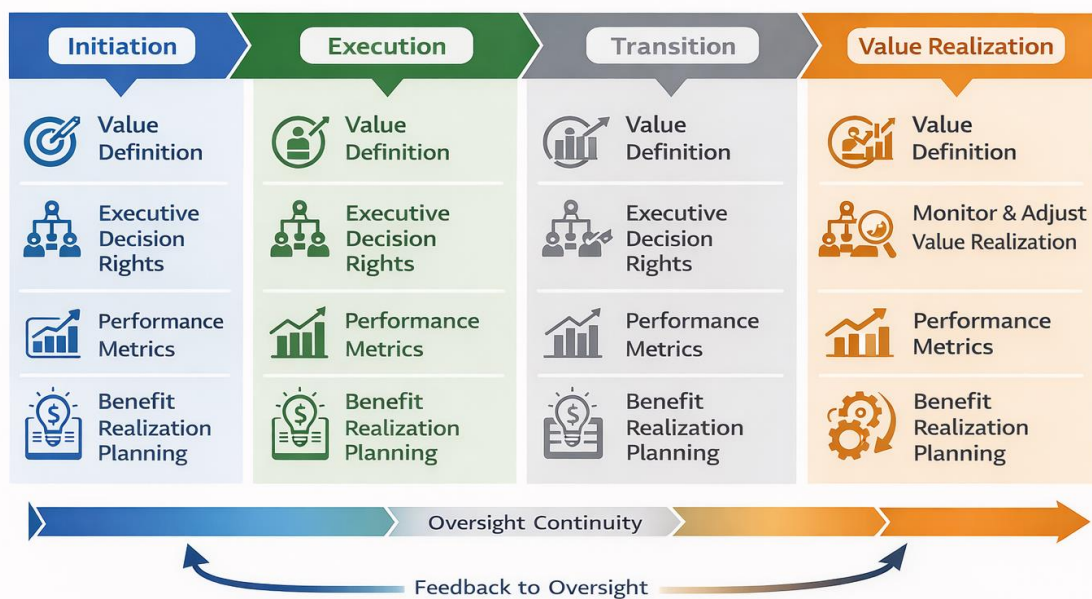 Initiation
Execution
Transition
Value Realization
Value
Definition
Executive
Decision
Rights
Performance
Metrics
Benefit
Realization
Planning
Value
Definition
Executive
Decision
Rights
Performance
Metrics
Benefit
Realization
Planning
Value
Definition
Executive
Decision
Rights
Performance
Metrics
Benefit
Realization
Planning
Value
Definition
Monitor & Adjust
Value Realization
Performance
Metrics
Benefit
Realization
Planning
Oversight Continuity
Feedback to Oversight